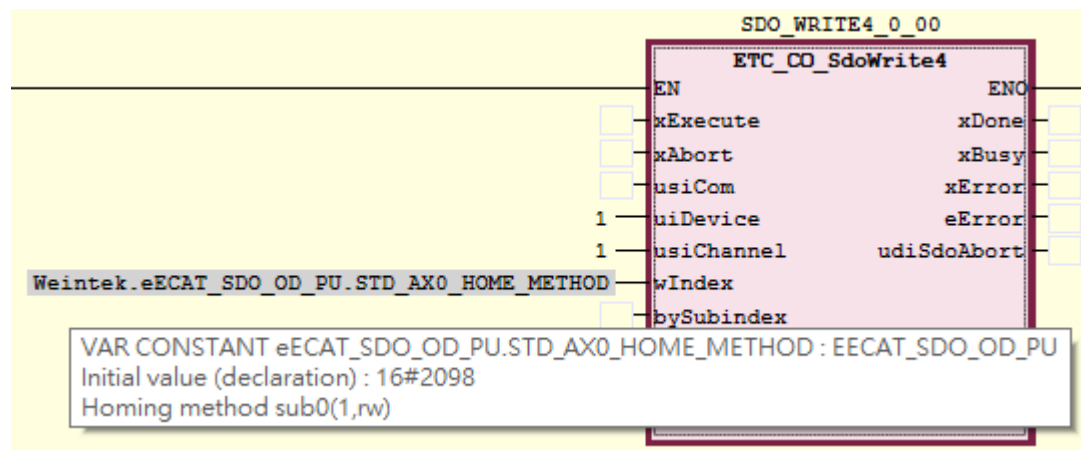 SDO_WRITE4_0_00
ETC_CO_SdoWrite4
EN ENO
xExecute xDone
xAbort xBusy
usiCom xError
1 uiDevice eError
1 usiChannel udiSdoAbort
Weintek.eECAT_SDO_OD_PU.STD_AX0_HOME_METHOD wIndex
bySubindex
VAR CONSTANT eECAT_SDO_OD_PU.STD_AX0_HOME_METHOD : EECAT_SDO_OD_PU
Initial value (declaration) : 16#2098
Homing method sub0(1,rw)